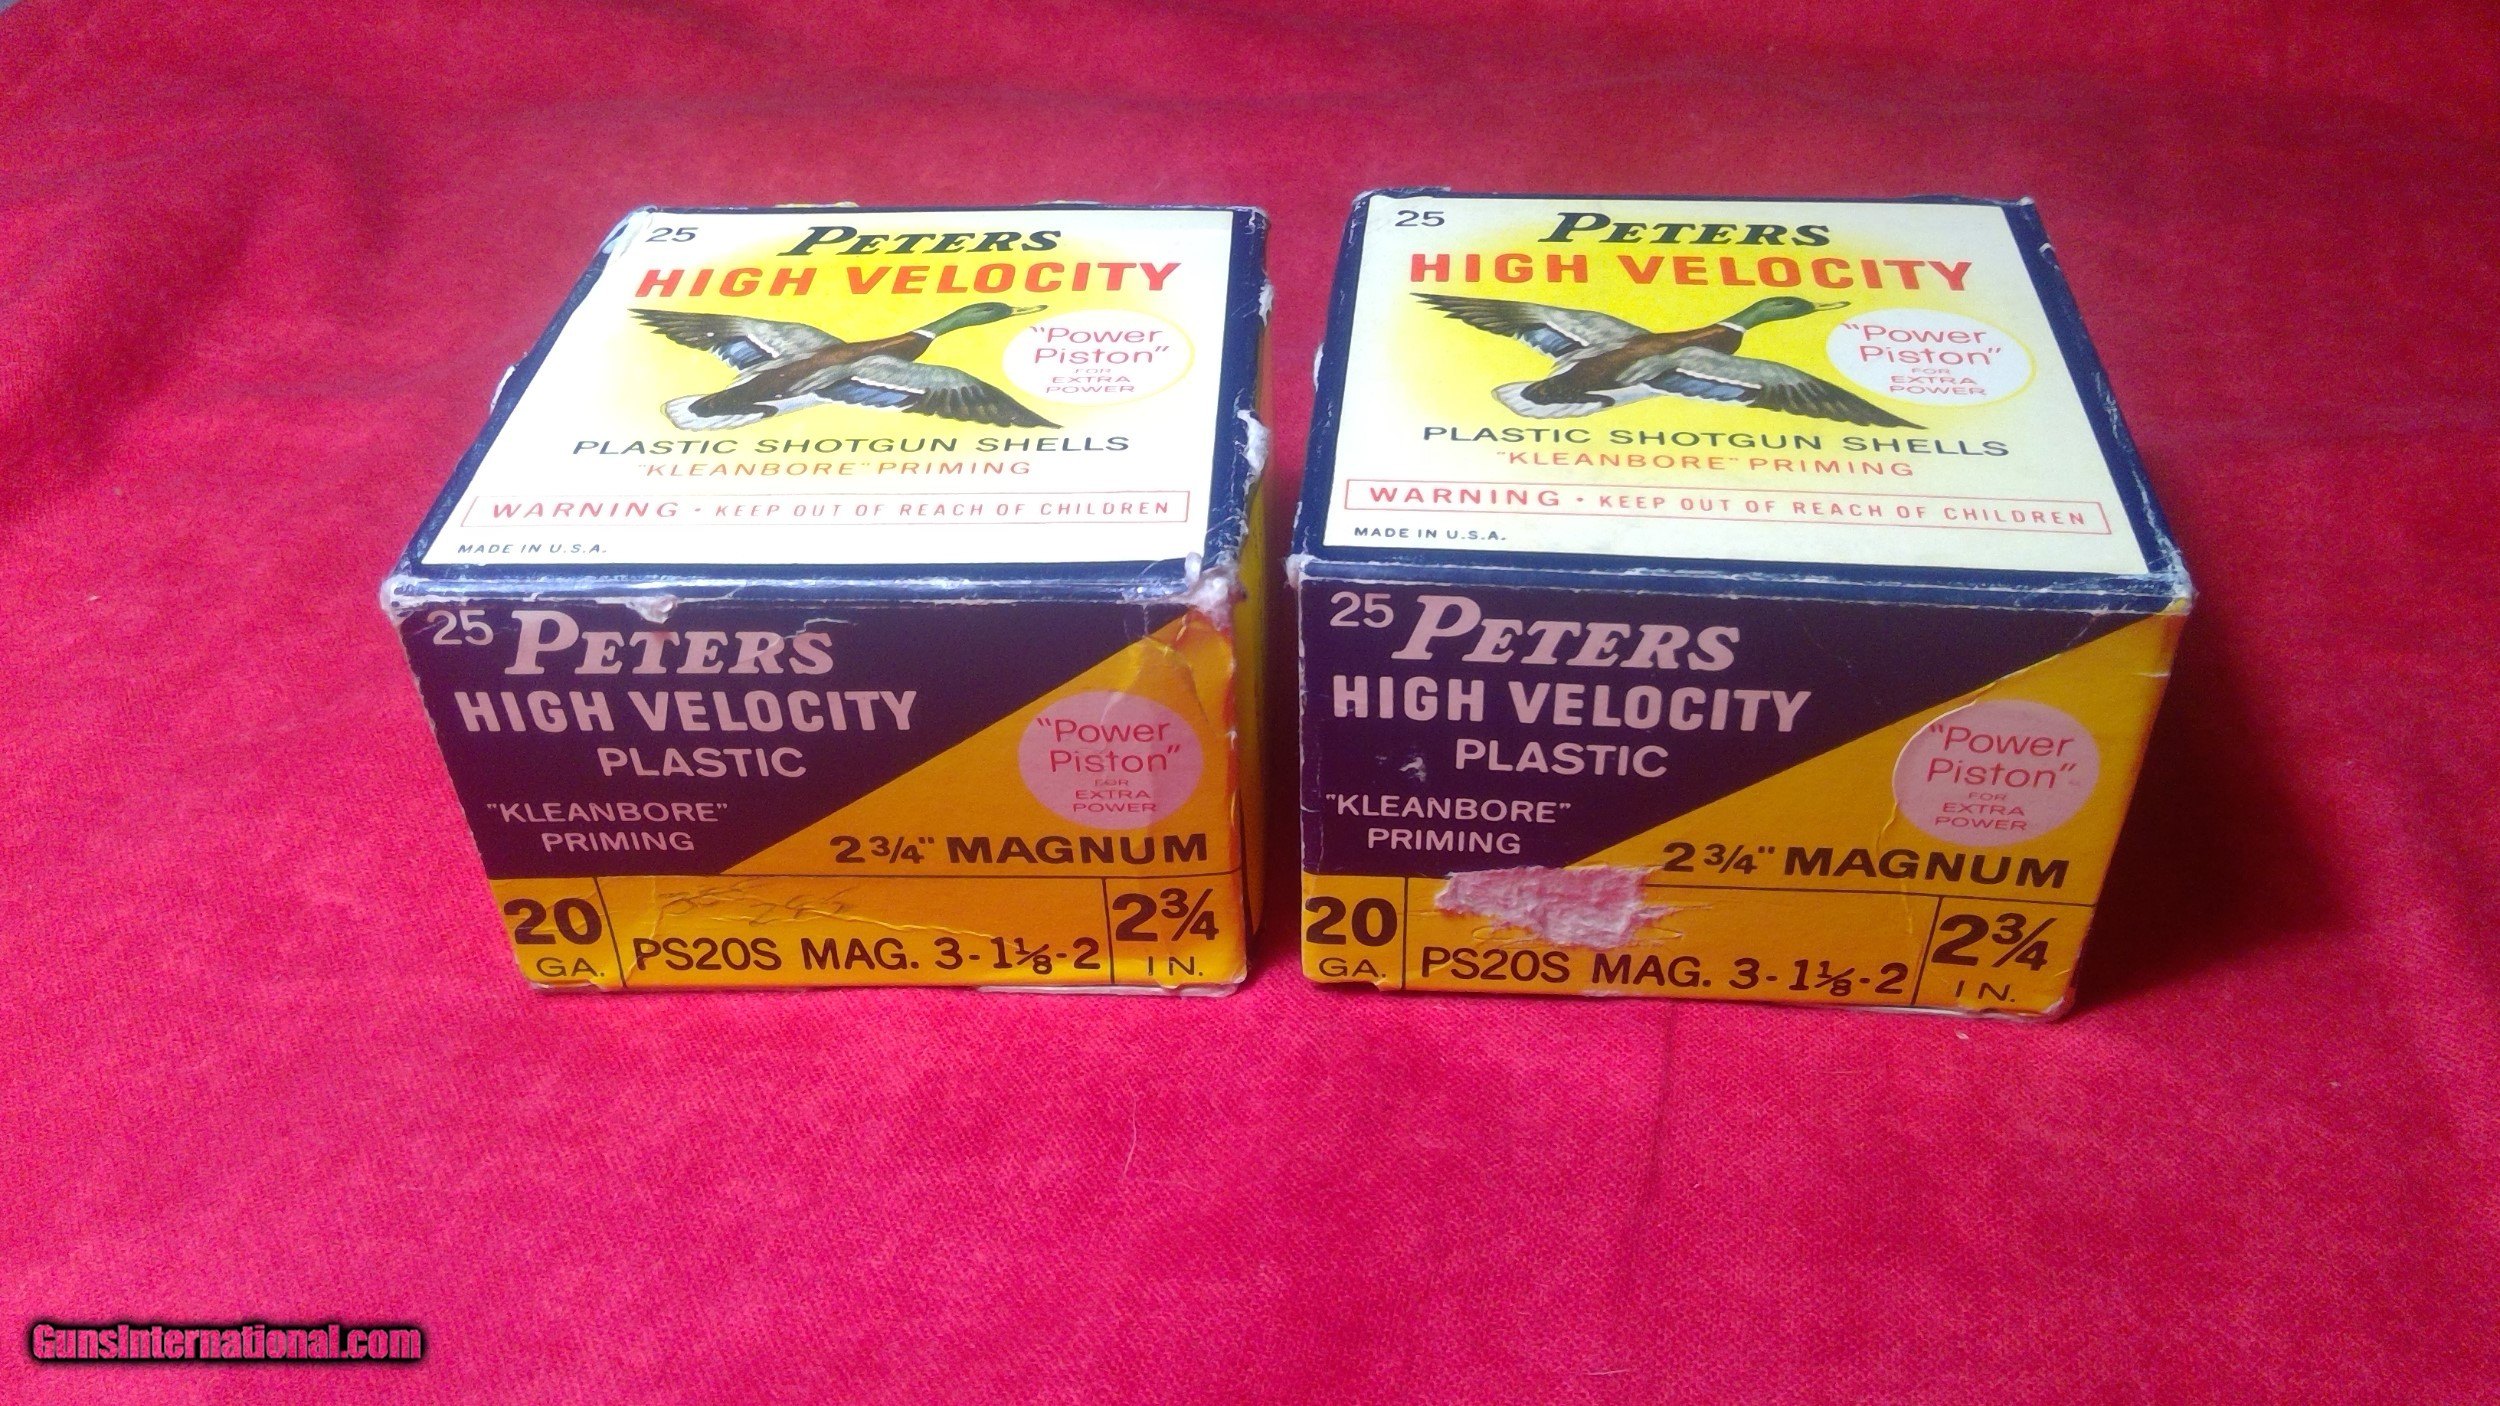 25
PETERS
HIGH VELOCITY
"Power
Piston"
FOR
EXTRA
POWER
PLASTIC SHOTGUN SHELLS
"KLEANBORE" PRIMING
WARNING • KEEP OUT OF REACH OF CHILDREN
MADE IN U.S.A.
25 PETERS
HIGH VELOCITY
PLASTIC
"KLEANBORE"
PRIMING
"Power
Piston"
FOR
EXTRA
POWER
2 3/4" MAGNUM
20
GA.
PS20S MAG. 3-1 1/8-2
2 3/4
IN.
25
PETERS
HIGH VELOCITY
"Power
Piston"
FOR
EXTRA
POWER
PLASTIC SHOTGUN SHELLS
"KLEANBORE" PRIMING
WARNING • KEEP OUT OF REACH OF CHILDREN
MADE IN U.S.A.
25 PETERS
HIGH VELOCITY
PLASTIC
"KLEANBORE"
PRIMING
"Power
Piston"
FOR
EXTRA
POWER
2 3/4" MAGNUM
20
GA.
PS20S MAG. 3-1 1/8-2
2 3/4
IN.
GunsInternational.com